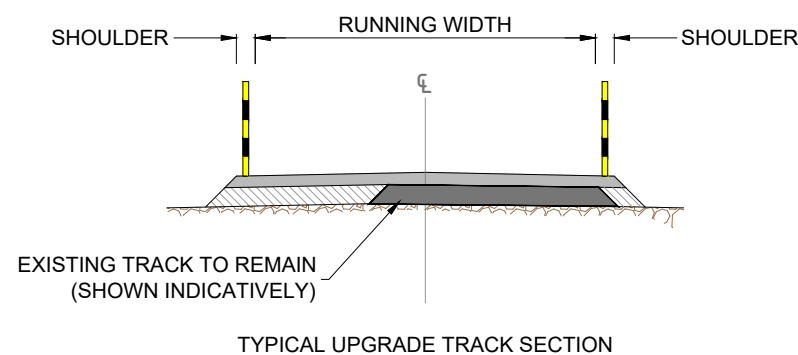 RUNNING WIDTH
SHOULDER
SHOULDER
℄
EXISTING TRACK TO REMAIN
(SHOWN INDICATIVELY)
TYPICAL UPGRADE TRACK SECTION